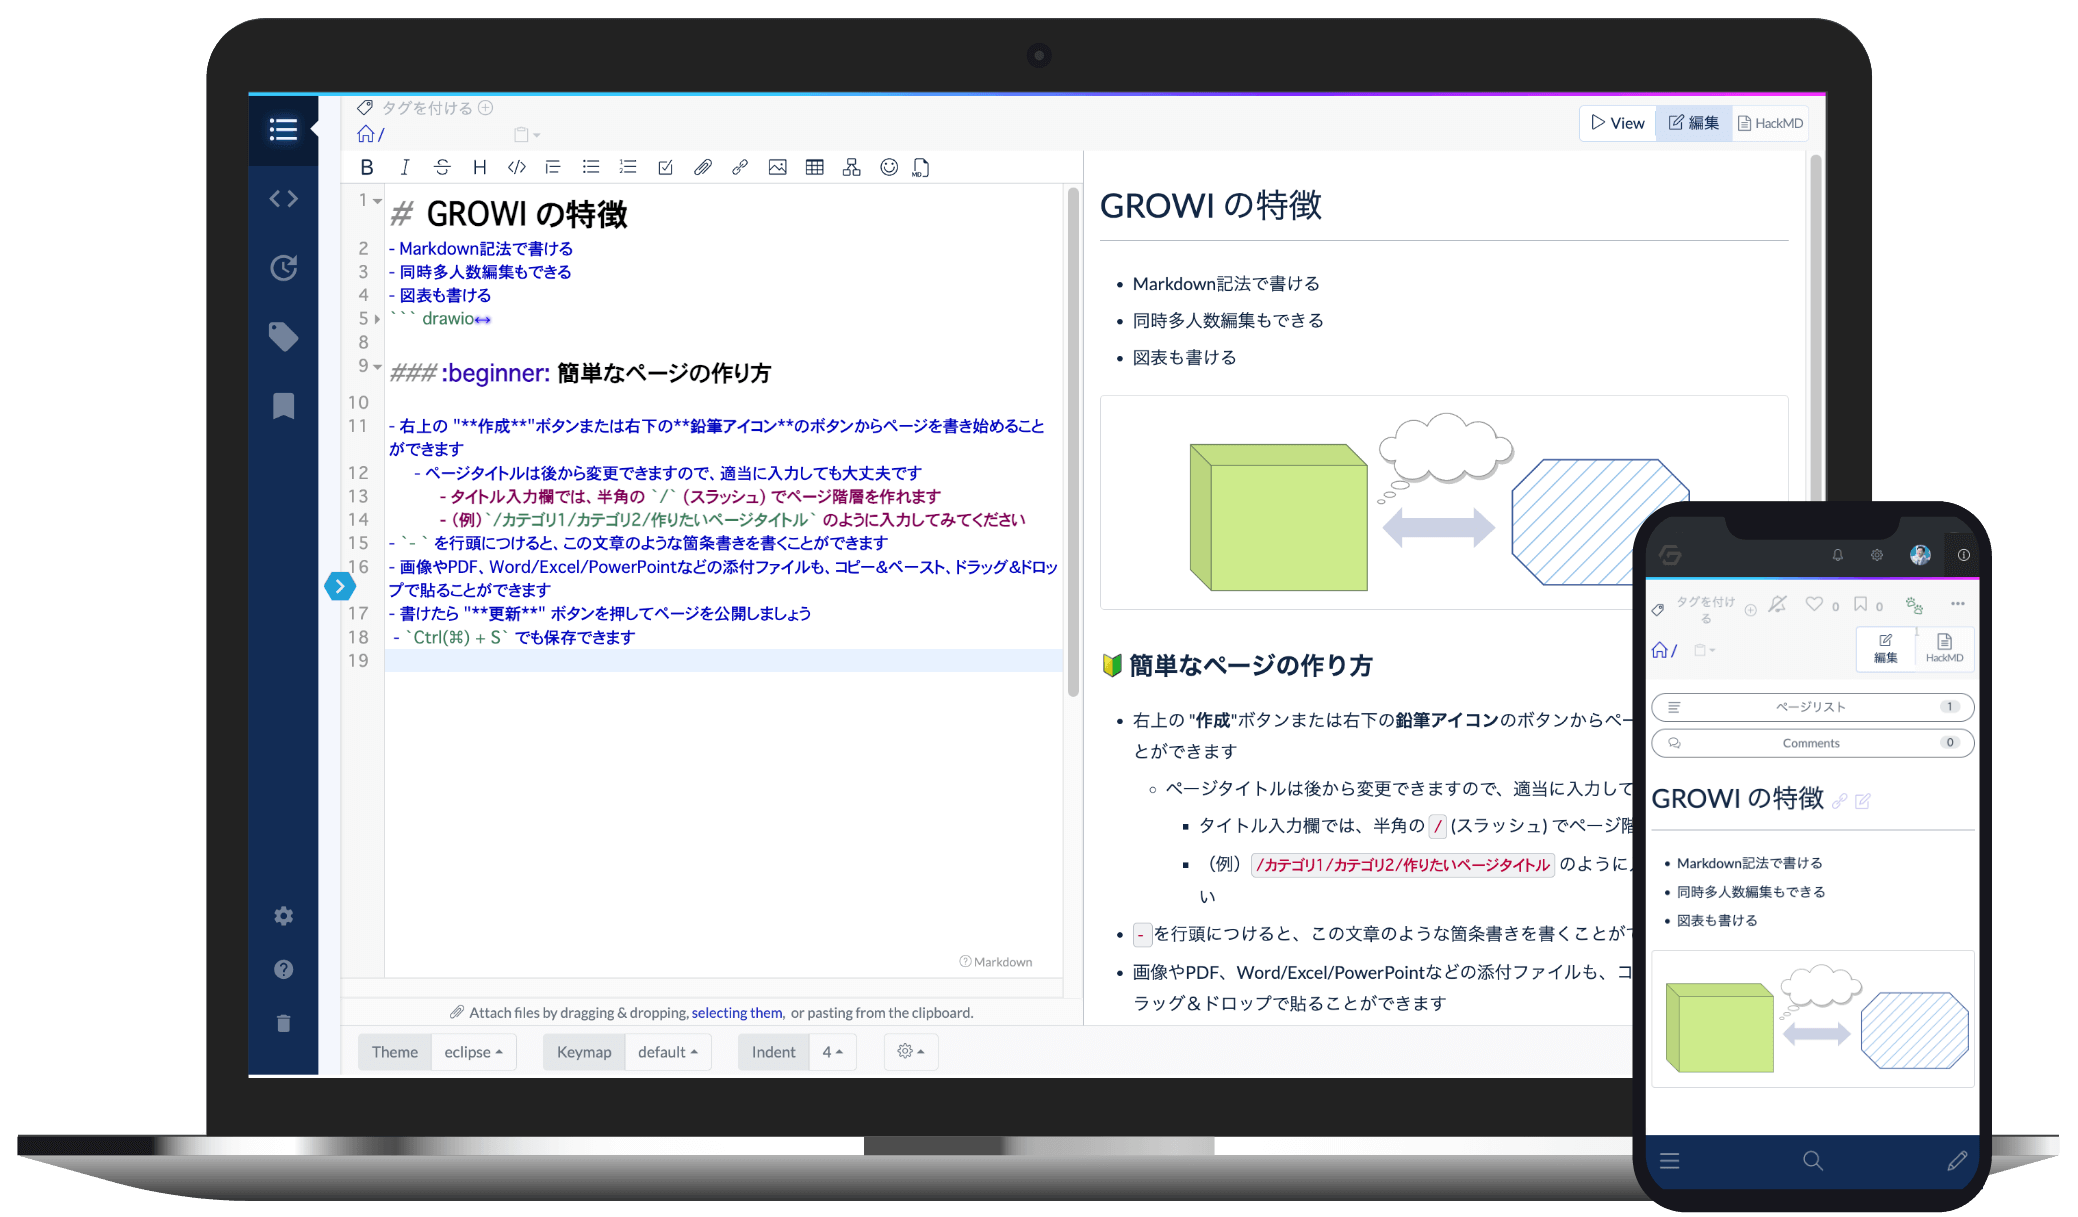 タグを付ける
/
View 編集 HackMD
B I S H
1 # GROWI の特徴
2 - Markdown記法で書ける
3 - 同時多人数編集もできる
4 - 図表も書ける
5 ``` drawio
8
9 ### :beginner: 簡単なページの作り方
10
11 - 右上の "**作成**"ボタンまたは右下の**鉛筆アイコン**のボタンからページを書き始めること
ができます
12 - ページタイトルは後から変更できますので、適当に入力しても大丈夫です
13 - タイトル入力欄では、半角の `/` (スラッシュ) でページ階層を作れます
14 - (例) `/カテゴリ1/カテゴリ2/作りたいページタイトル` のように入力してみてください
15 - `- ` を行頭につけると、この文章のような箇条書きを書くことができます
16 - 画像やPDF、Word/Excel/PowerPointなどの添付ファイルも、コピー&ペースト、ドラッグ&ドロッ
プで貼ることができます
17 - 書けたら "**更新**" ボタンを押してページを公開しましょう
18 - `Ctrl(⌘) + S` でも保存できます
19
Markdown
Attach files by dragging & dropping, selecting them, or pasting from the clipboard.
Theme eclipse
Keymap default
Indent 4
GROWI の特徴
• Markdown記法で書ける
• 同時多人数編集もできる
• 図表も書ける
🔰 簡単なページの作り方
• 右上の "作成"ボタンまたは右下の鉛筆アイコンのボタンからペー
とができます
◦ ページタイトルは後から変更できますので、適当に入力して
▪ タイトル入力欄では、半角の / (スラッシュ) でページ階
▪ （例） /カテゴリ1/カテゴリ2/作りたいページタイトル のように
い
• - を行頭につけると、この文章のような箇条書きを書くことが
• 画像やPDF、Word/Excel/PowerPointなどの添付ファイルも、コ
ラッグ＆ドロップで貼ることができます
タグを付け
る
0 0
/
編集 HackMD
ページリスト 1
Comments 0
GROWI の特徴
• Markdown記法で書ける
• 同時多人数編集もできる
• 図表も書ける